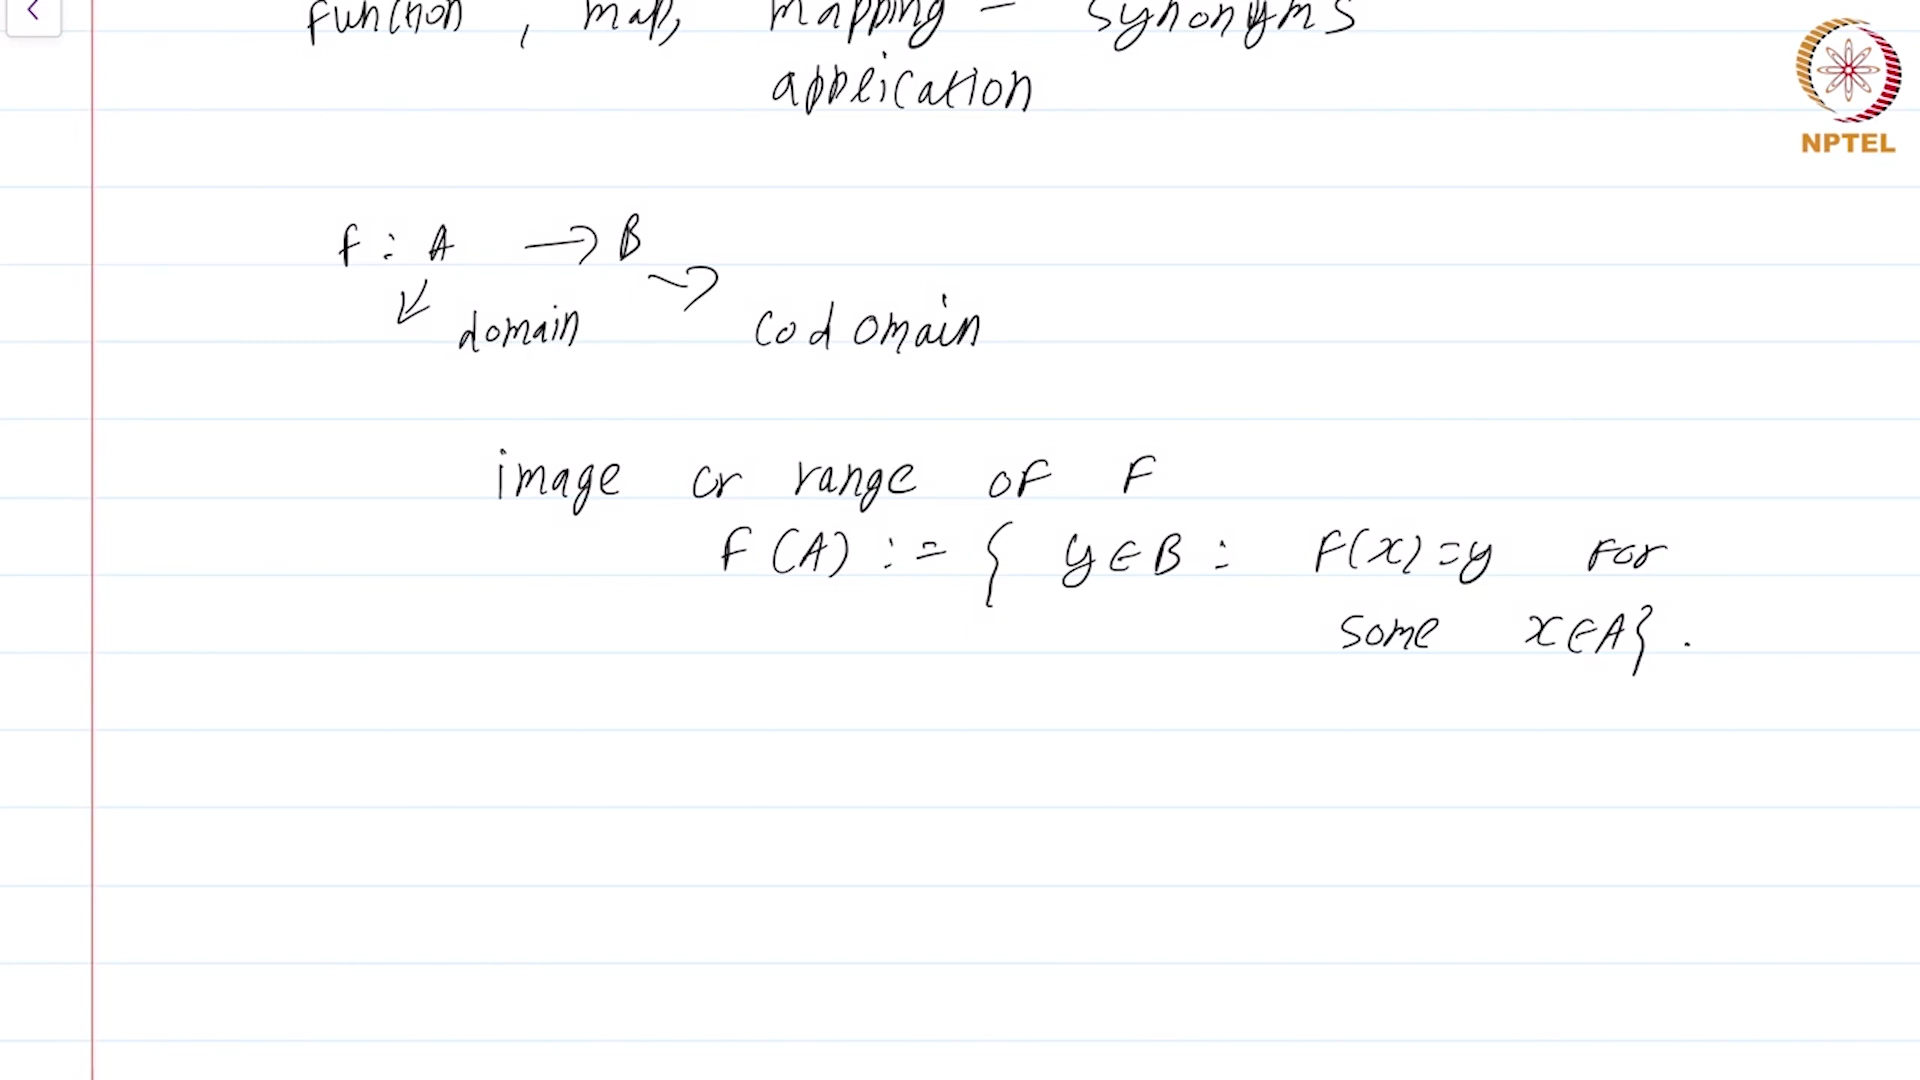 function , map, mapping - synonyms
application
NPTEL
f : A → B
domain codomain
image or range of F
F(A) := { y∈B : F(x)=y for
some x∈A} .